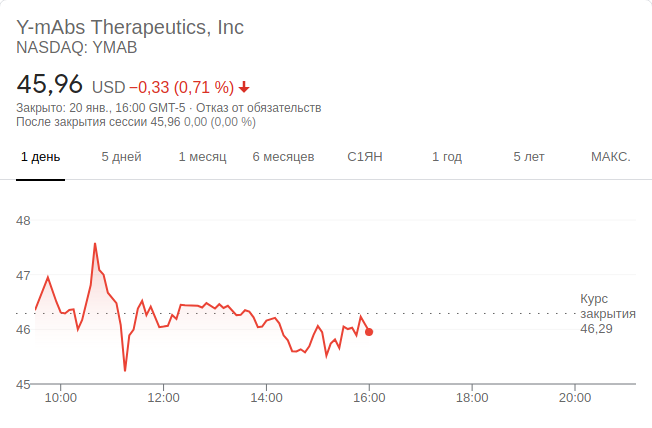 Y-mAbs Therapeutics, Inc
NASDAQ: YMAB
45,96 USD −0,33 (0,71 %)
Закрыто: 20 янв., 16:00 GMT-5 · Отказ от обязательств
После закрытия сессии 45,96 0,00 (0,00 %)
1 день 5 дней 1 месяц 6 месяцев С1ЯН 1 год 5 лет МАКС.
48
47
Курс
закрытия
46,29
46
45
10:00 12:00 14:00 16:00 18:00 20:00